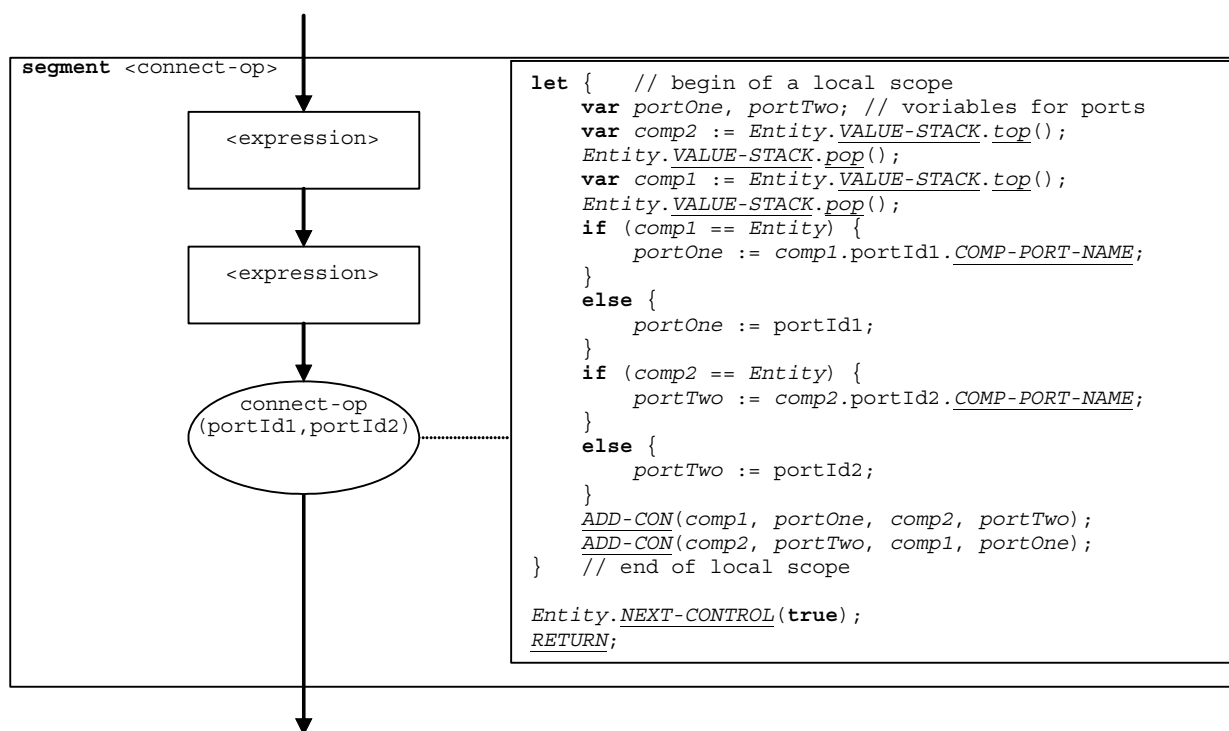 segment <connect-op>
<expression>
<expression>
connect-op
(portId1,portId2)
let {   // begin of a local scope
var portOne, portTwo; // voriables for ports
var comp2 := Entity.VALUE-STACK.top();
Entity.VALUE-STACK.pop();
var comp1 := Entity.VALUE-STACK.top();
Entity.VALUE-STACK.pop();
if (comp1 == Entity) {
portOne := comp1.portId1.COMP-PORT-NAME;
}
else {
portOne := portId1;
}
if (comp2 == Entity) {
portTwo := comp2.portId2.COMP-PORT-NAME;
}
else {
portTwo := portId2;
}
ADD-CON(comp1, portOne, comp2, portTwo);
ADD-CON(comp2, portTwo, comp1, portOne);
}   // end of local scope
Entity.NEXT-CONTROL(true);
RETURN;